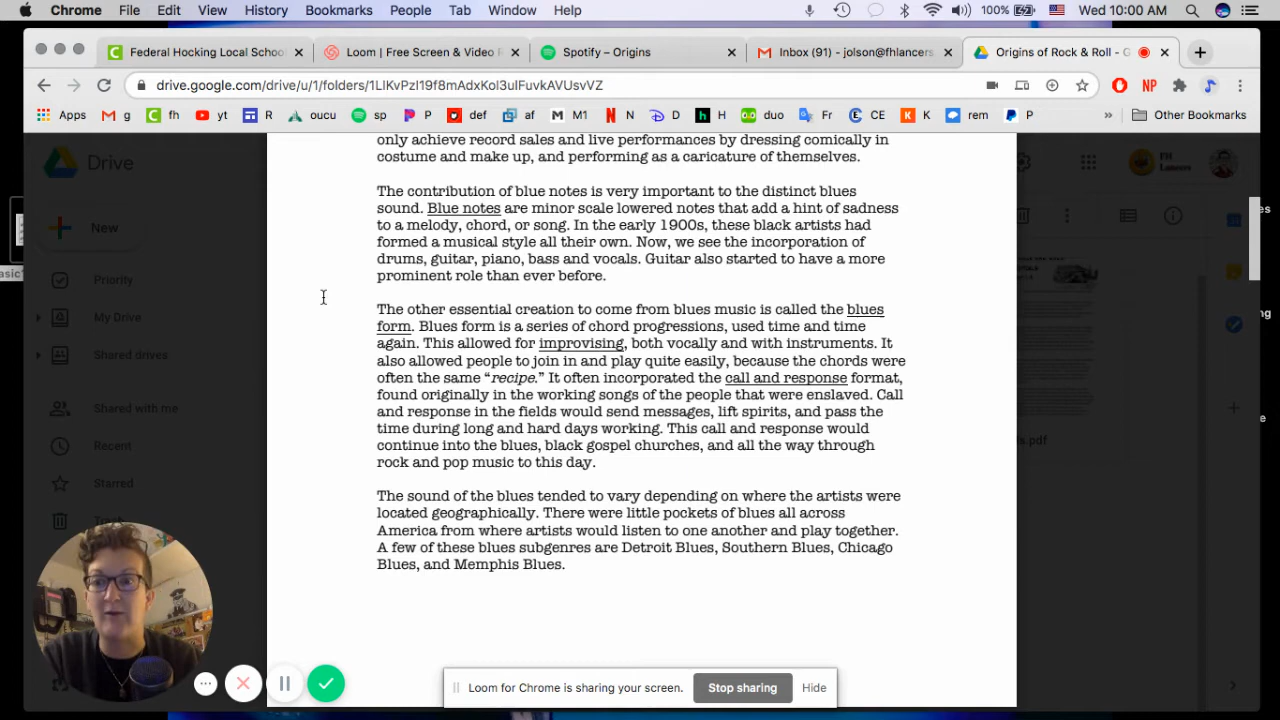 Chrome File Edit View History Bookmarks People Tab Window Help 100% Wed 10:00 AM
Federal Hocking Local Schoo
Loom | Free Screen & Video R
Spotify – Origins
Inbox (91) - jolson@fhlancers.
Origins of Rock & Roll - G
drive.google.com/drive/u/1/folders/1LlKvPzl19f8mAdxKol3ulFuvkAVUsvVZ
NP
Apps M g fh yt R oucu sp P def af M1 N D H duo Fr CE K rem P » Other Bookmarks
Drive
FH
Lancers
New
Priority
My Drive
Shared drives
Shared with me
Recent
Starred
only achieve record sales and live performances by dressing comically in
costume and make up, and performing as a caricature of themselves.
The contribution of blue notes is very important to the distinct blues
sound. Blue notes are minor scale lowered notes that add a hint of sadness
to a melody, chord, or song. In the early 1900s, these black artists had
formed a musical style all their own. Now, we see the incorporation of
drums, guitar, piano, bass and vocals. Guitar also started to have a more
prominent role than ever before.
The other essential creation to come from blues music is called the blues
form. Blues form is a series of chord progressions, used time and time
again. This allowed for improvising, both vocally and with instruments. It
also allowed people to join in and play quite easily, because the chords were
often the same “recipe.” It often incorporated the call and response format,
found originally in the working songs of the people that were enslaved. Call
and response in the fields would send messages, lift spirits, and pass the
time during long and hard days working. This call and response would
continue into the blues, black gospel churches, and all the way through
rock and pop music to this day.
The sound of the blues tended to vary depending on where the artists were
located geographically. There were little pockets of blues all across
America from where artists would listen to one another and play together.
A few of these blues subgenres are Detroit Blues, Southern Blues, Chicago
Blues, and Memphis Blues.
Loom for Chrome is sharing your screen. Stop sharing Hide